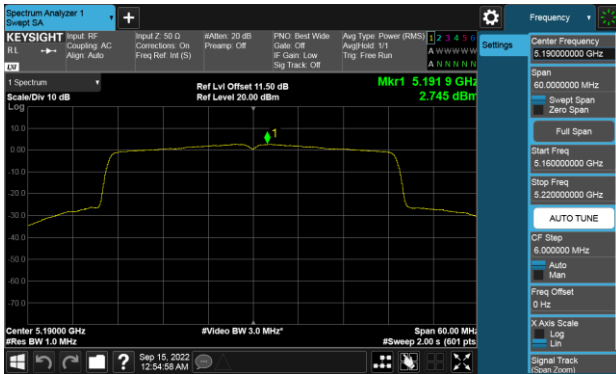 Spectrum Analyzer 1
Swept SA
Frequency
KEYSIGHT
RL
LXI
Input: RF
Coupling: AC
Align: Auto
Input Z: 50 Ω
Corrections: On
Freq Ref: Int (S)
#Atten: 20 dB
Preamp: Off
PNO: Best Wide
Gate: Off
IF Gain: Low
Sig Track: Off
Avg Type: Power (RMS)
Avg|Hold: 1/1
Trig: Free Run
1 2 3 4 5 6
A W W W W W
A N N N N N
Settings
1 Spectrum
Scale/Div 10 dB
Log
Ref Lvl Offset 11.50 dB
Ref Level 20.00 dBm
Mkr1 5.191 9 GHz
2.745 dBm
1
10.0
0.00
-10.0
-20.0
-30.0
-40.0
-50.0
-60.0
-70.0
Center 5.19000 GHz
#Res BW 1.0 MHz
#Video BW 3.0 MHz*
Span 60.00 MHz
#Sweep 2.00 s (601 pts
?
Sep 15, 2022
12:54:58 AM
Center Frequency
5.190000000 GHz
Span
60.0000000 MHz
Swept Span
Zero Span
Full Span
Start Freq
5.160000000 GHz
Stop Freq
5.220000000 GHz
AUTO TUNE
CF Step
6.000000 MHz
Auto
Man
Freq Offset
0 Hz
X Axis Scale
Log
Lin
Signal Track
(Span Zoom)